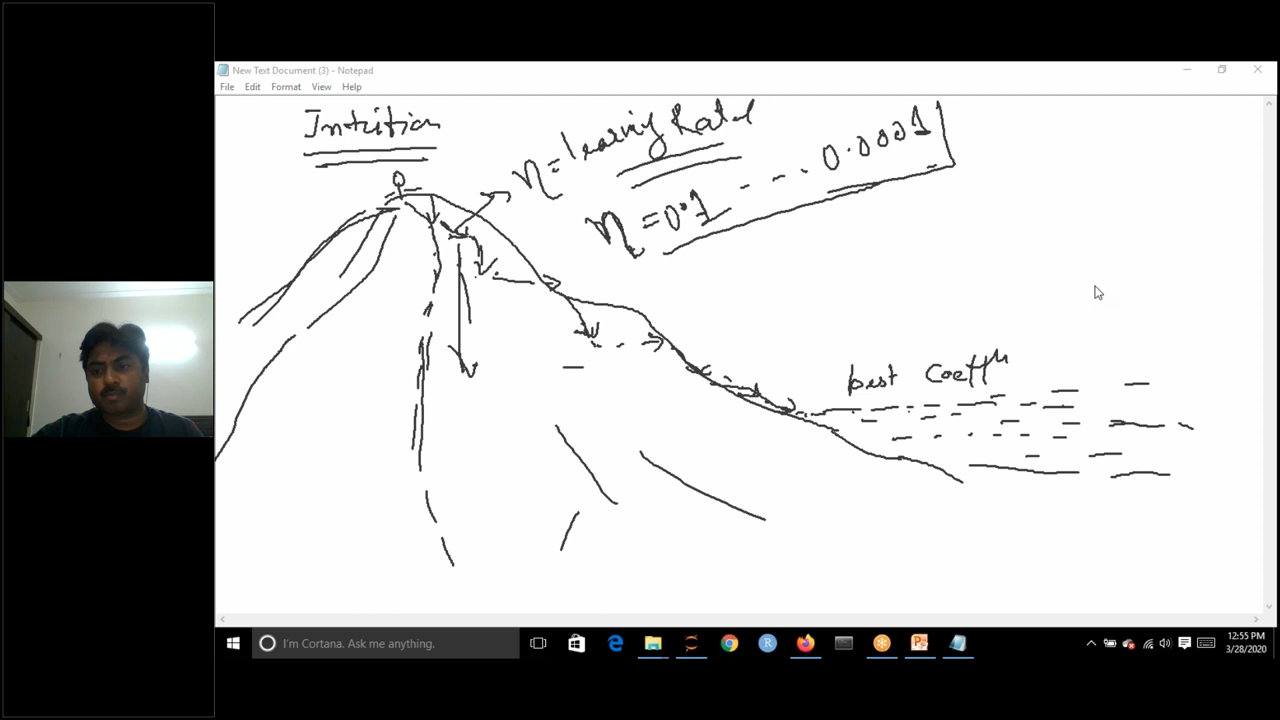 New Text Document (3) - Notepad
File Edit Format View Help
Intuition
η = learning Rate
η = 0.1 - - - . 0.0001
best Coeff
I'm Cortana. Ask me anything.
12:55 PM
3/28/2020